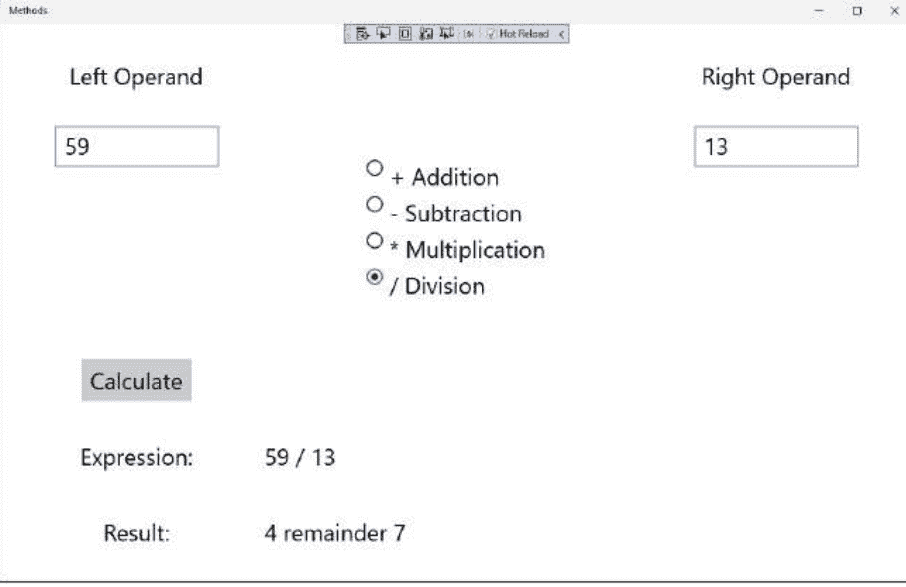 Methods
Hot Reload
Left Operand
Right Operand
59
13
+ Addition
- Subtraction
* Multiplication
/ Division
Calculate
Expression: 59 / 13
Result: 4 remainder 7